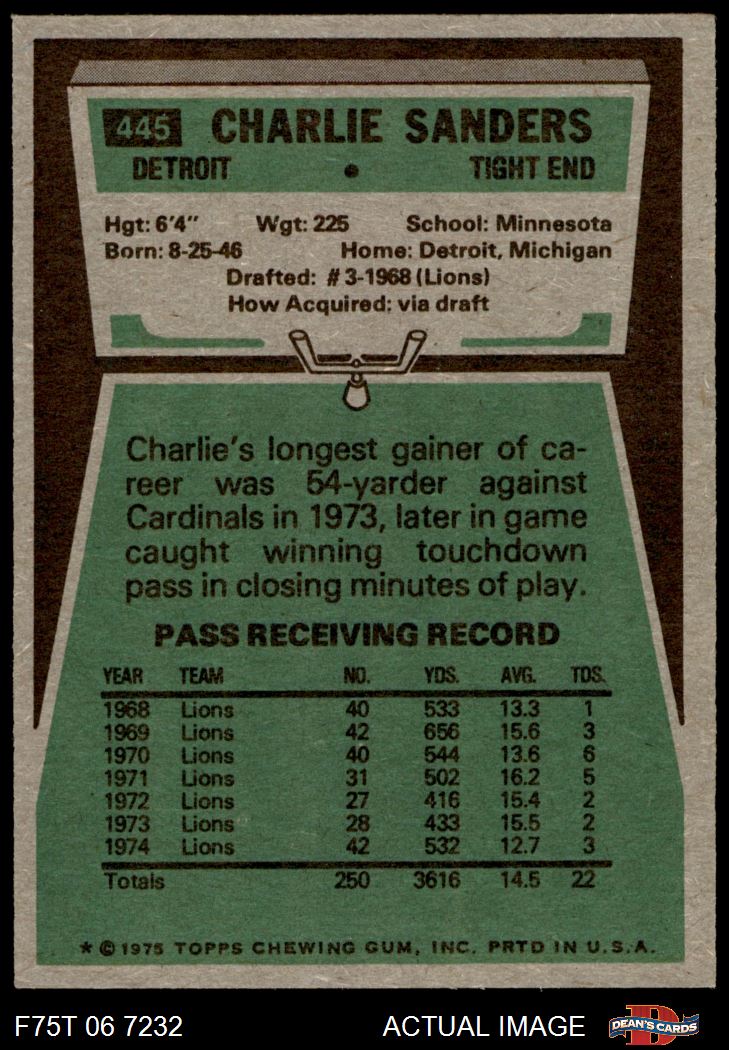 445 CHARLIE SANDERS
DETROIT • TIGHT END
Hgt: 6'4" Wgt: 225 School: Minnesota
Born: 8-25-46 Home: Detroit, Michigan
Drafted: #3-1968 (Lions)
How Acquired: via draft
Charlie's longest gainer of ca-
reer was 54-yarder against
Cardinals in 1973, later in game
caught winning touchdown
pass in closing minutes of play.
PASS RECEIVING RECORD
YEAR TEAM NO. YDS. AVG. TDS.
1968 Lions 40 533 13.3 1
1969 Lions 42 656 15.6 3
1970 Lions 40 544 13.6 6
1971 Lions 31 502 16.2 5
1972 Lions 27 416 15.4 2
1973 Lions 28 433 15.5 2
1974 Lions 42 532 12.7 3
Totals 250 3616 14.5 22
* © 1975 TOPPS CHEWING GUM, INC. PRTD IN U.S.A.
F75T 06 7232 ACTUAL IMAGE D DEAN'S CARDS